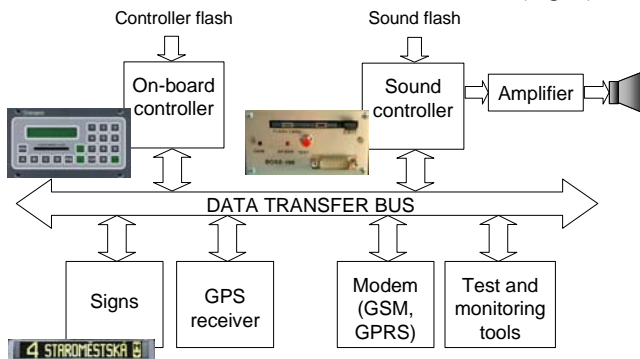 Controller flash
Sound flash
On-board
controller
Sound
controller
Amplifier
DATA TRANSFER BUS
Signs
GPS
receiver
Modem
(GSM,
GPRS)
Test and
monitoring
tools
4 STAROMĚSTSKÁ